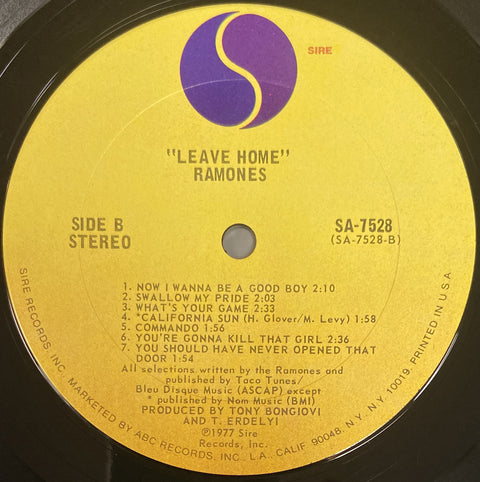 SIRE
"LEAVE HOME"
RAMONES
SIDE B
STEREO
SA-7528
(SA-7528-B)
1. NOW I WANNA BE A GOOD BOY 2:10
2. SWALLOW MY PRIDE 2:03
3. WHAT'S YOUR GAME 2:33
4. *CALIFORNIA SUN (H. Glover/M. Levy) 1:58
5. COMMANDO 1:56
6. YOU'RE GONNA KILL THAT GIRL 2:36
7. YOU SHOULD HAVE NEVER OPENED THAT
DOOR 1:54
All selections written by the Ramones and
published by Taco Tunes/
Bleu Disque Music (ASCAP) except
* published by Nom Music (BMI)
PRODUCED BY TONY BONGIOVI
AND T. ERDELYI
Ⓟ1977 Sire
Records, Inc.
SIRE RECORDS, INC. MARKETED BY ABC RECORDS, INC., L.A., CALIF. 90048, N.Y., N.Y. 10019. PRINTED IN U.S.A.